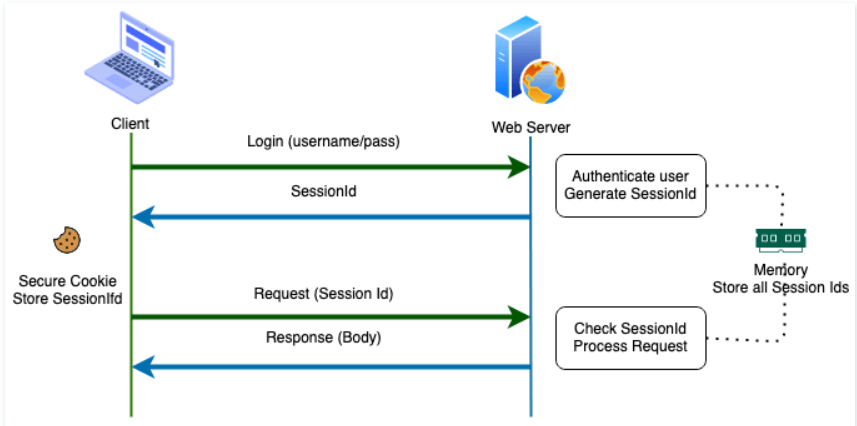 Client
Web Server
Login (username/pass)
Authenticate user
Generate SessionId
SessionId
Secure Cookie
Store SessionIfd
Memory
Store all Session Ids
Request (Session Id)
Check SessionId
Process Request
Response (Body)